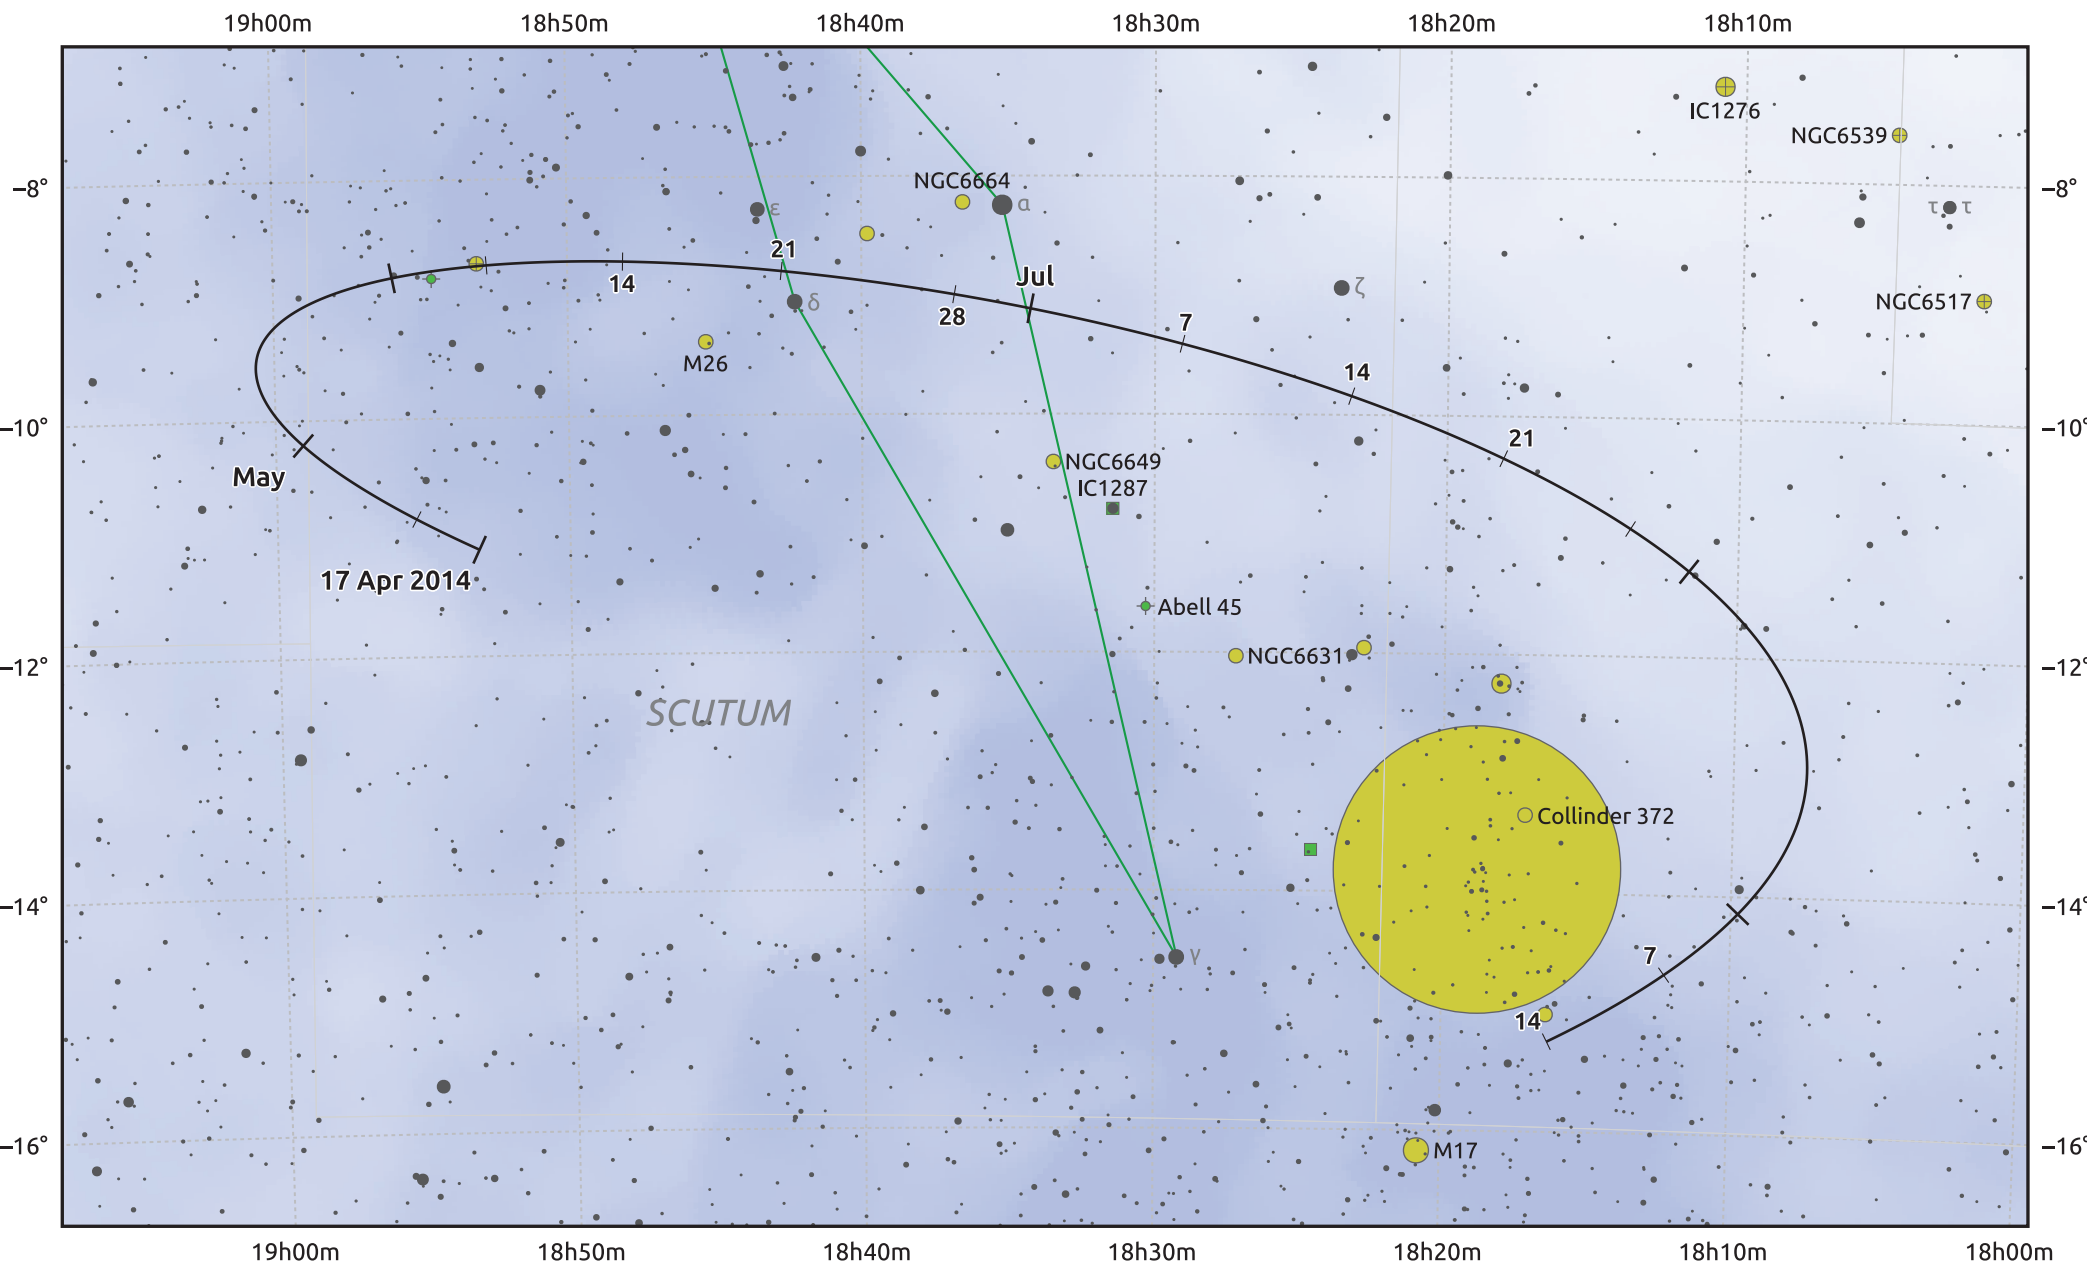 19h00m 18h50m 18h40m 18h30m 18h20m 18h10m
IC1276
NGC6539
−8° NGC6664 −8°
ε α τ τ
21
14 Jul ζ
δ NGC6517
28 7
M26 14
−10° 21 −10°
NGC6649
May
IC1287
17 Apr 2014
Abell 45
NGC6631
−12° −12°
SCUTUM
Collinder 372
−14° −14°
γ 7
14
−16° M17 −16°
19h00m 18h50m 18h40m 18h30m 18h20m 18h10m 18h00m